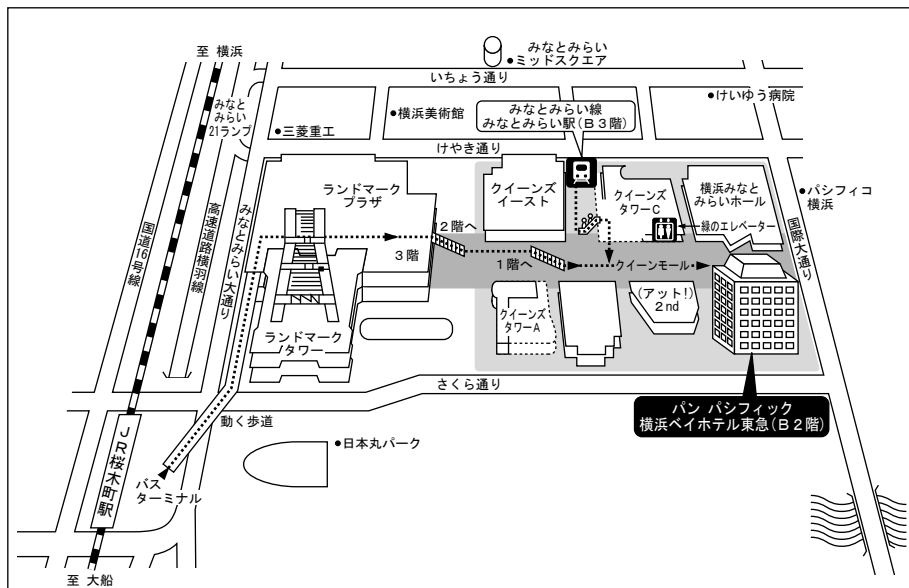 至 横浜
みなとみらい
●ミッドスクエア
いちょう通り
みなと
みらい
21ランプ
●三菱重工
●横浜美術館
みなとみらい線
みなとみらい駅(B3階)
●けいゆう病院
けやき通り
ランドマーク
プラザ
クイーンズ
イースト
クイーンズ
タワーC
横浜みなと
みらいホール
●パシフィコ
横浜
緑のエレベーター
国道16号線
高速道路横羽線
みなとみらい大通り
国際大通り
2階へ
3階
1階へ
クイーンモール
クイーンズ
タワーA
(アット!)
2nd
ランドマーク
タワー
さくら通り
パン パシフィック
横浜ベイホテル東急(B2階)
動く歩道
●日本丸パーク
JR桜木町駅
バス
ターミナル
至 大船